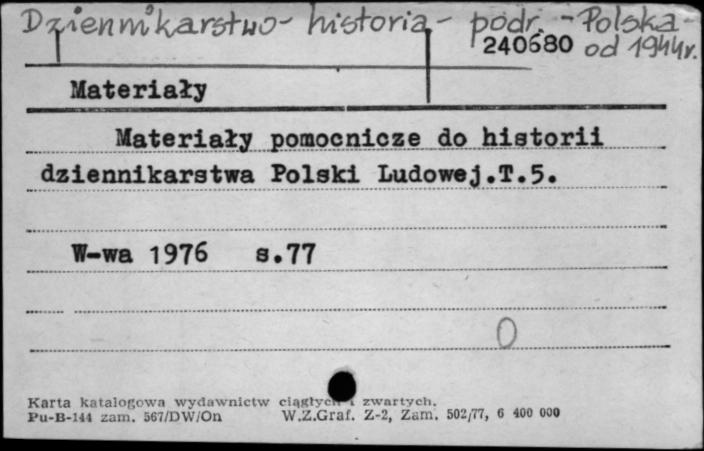 Dziennikarstwo - historia - podr. - Polska -
240680 od 1944r.
Materiały
Materiały pomocnicze do historii
dziennikarstwa Polski Ludowej.T.5.
W-wa 1976 s.77
0
Karta katalogowa wydawnictw ciągłych i zwartych.
Pu-B-144 zam. 567/DW/On W.Z.Graf. Z-2, Zam. 502/77, 6 400 000